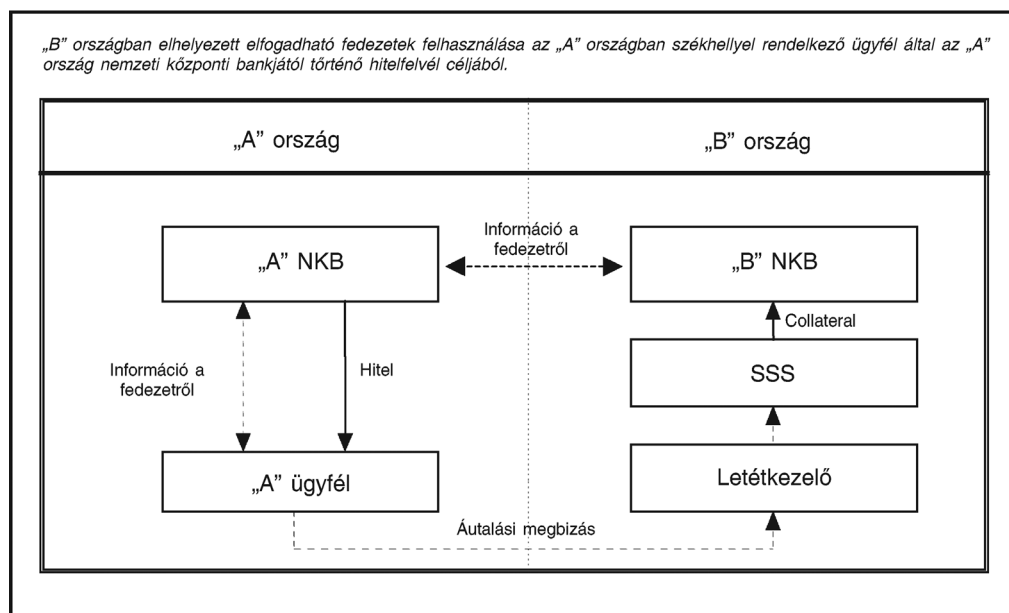 „B” országban elhelyezett elfogadható fedezetek felhasználása az „A” országban székhellyel rendelkező ügyfél által az „A”
ország nemzeti központi bankjától történő hitelfelvél céljából.
„A” ország
„B” ország
Információ a
fedezetről
„A” NKB
„B” NKB
Collateral
Információ a
fedezetről
Hitel
SSS
„A” ügyfél
Letétkezelő
Áutalási megbizás